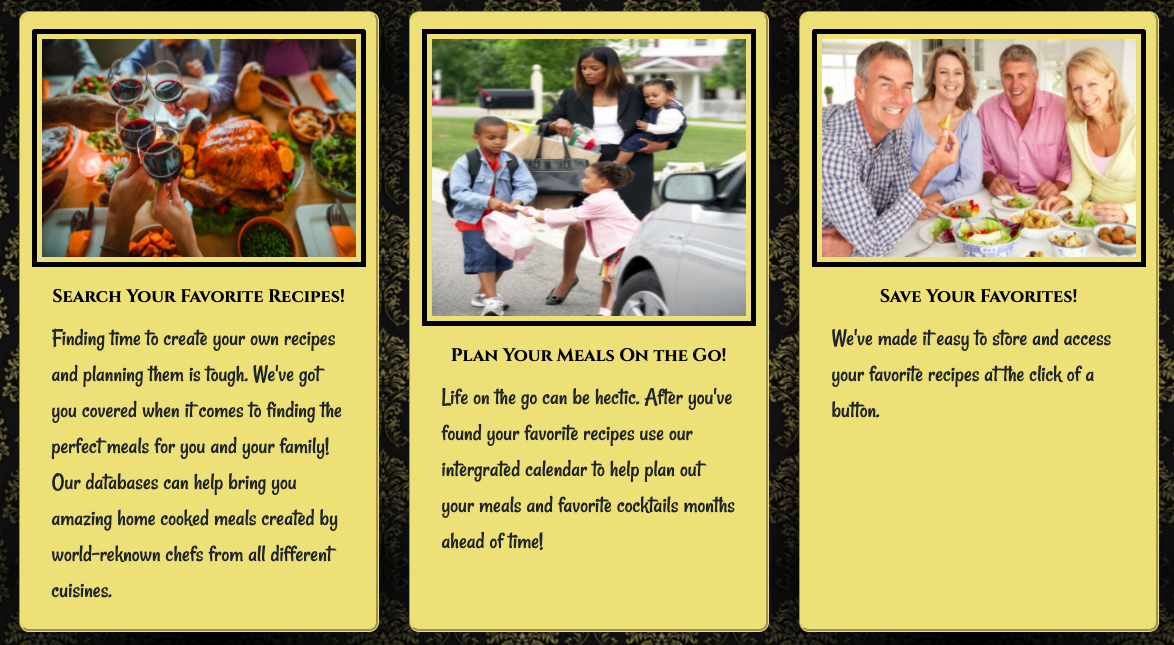 Search Your Favorite Recipes!
Finding time to create your own recipes
and planning them is tough. We've got
you covered when it comes to finding the
perfect meals for you and your family!
Our databases can help bring you
amazing home cooked meals created by
world-reknown chefs from all different
cuisines.
Plan Your Meals On the Go!
Life on the go can be hectic. After you've
found your favorite recipes use our
intergrated calendar to help plan out
your meals and favorite cocktails months
ahead of time!
Save Your Favorites!
We've made it easy to store and access
your favorite recipes at the click of a
button.